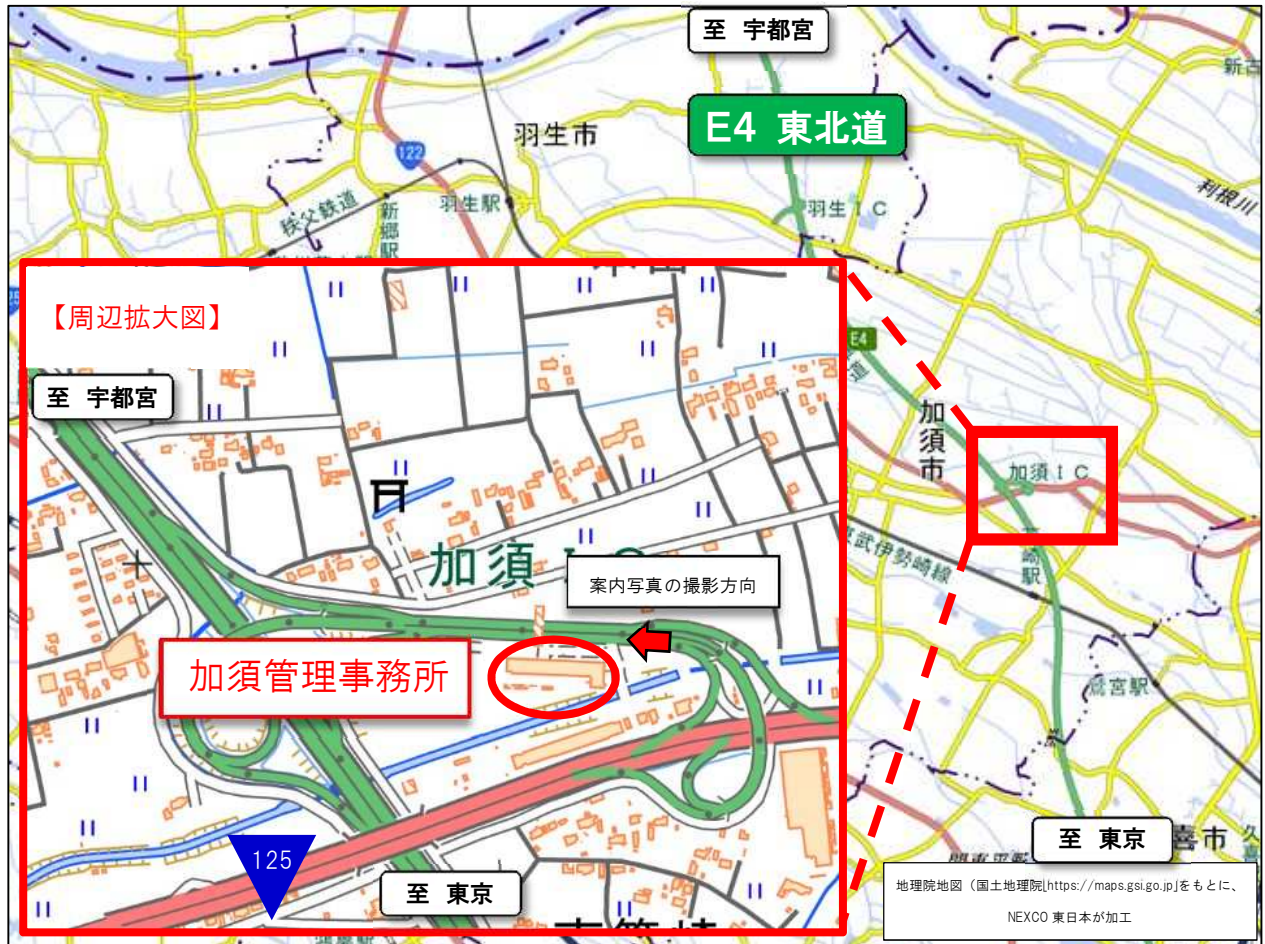 至 宇都宮
新古
E4 東北道
羽生市
122
利根川
秩父鉄道
新郷駅
羽生駅
羽生IC
【周辺拡大図】
E4
道
至 宇都宮
加須市
加須IC
加須
案内写真の撮影方向
武伊勢崎線
崎駅
加須管理事務所
鷲宮駅
125
至 東京
至 東京
喜市
久喜
地理院地図(国土地理院[https://maps.gsi.go.jp]をもとに、
NEXCO 東日本が加工